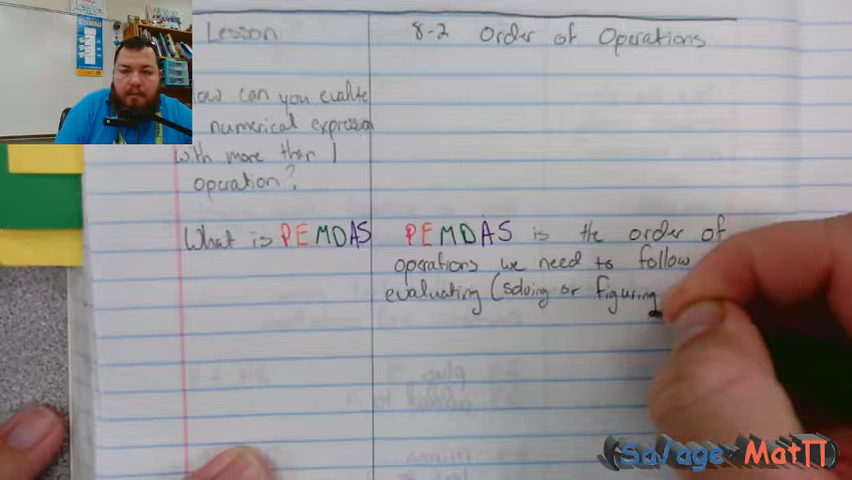 Lesson
8-2 Order of Operations
ow can you evalute
numerical expression
with more than 1
operation?
What is PEMDAS
PEMDAS is the order of
operations we need to follow
evaluating (solving or figuring
Savage Math